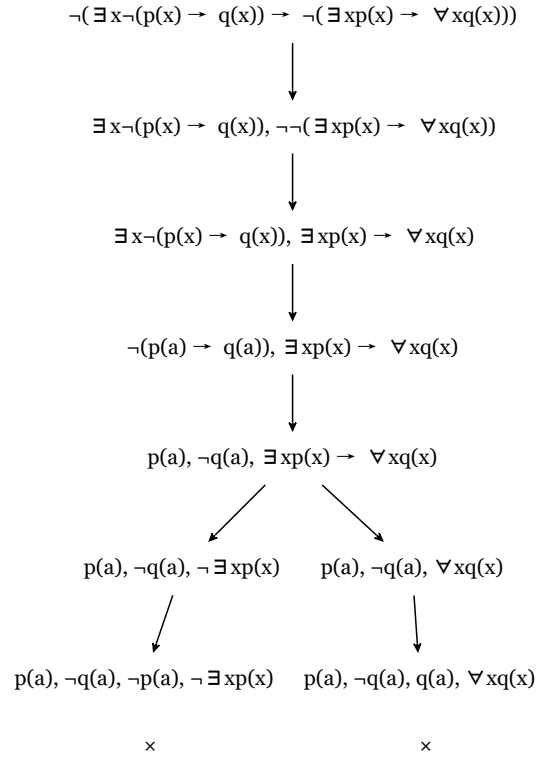 ¬(∃x¬(p(x) → q(x)) → ¬(∃xp(x) → ∀xq(x)))
∃x¬(p(x) → q(x)), ¬¬(∃xp(x) → ∀xq(x))
∃x¬(p(x) → q(x)), ∃xp(x) → ∀xq(x)
¬(p(a) → q(a)), ∃xp(x) → ∀xq(x)
p(a), ¬q(a), ∃xp(x) → ∀xq(x)
p(a), ¬q(a), ¬∃xp(x)
p(a), ¬q(a), ∀xq(x)
p(a), ¬q(a), ¬p(a), ¬∃xp(x)
p(a), ¬q(a), q(a), ∀xq(x)
×
×